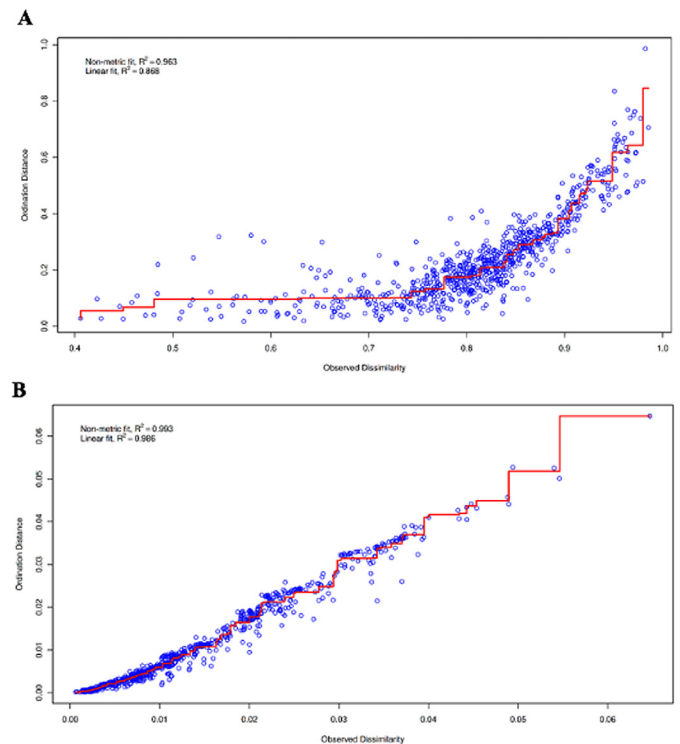 A
Non-metric fit, R² = 0.963
Linear fit, R² = 0.868
1.0
0.8
0.6
0.4
0.2
0.0
Ordination Distance
0.4 0.5 0.6 0.7 0.8 0.9 1.0
Observed Dissimilarity
B
Non-metric fit, R² = 0.993
Linear fit, R² = 0.986
0.06
0.05
0.04
0.03
0.02
0.01
0.00
Ordination Distance
0.00 0.01 0.02 0.03 0.04 0.05 0.06
Observed Dissimilarity